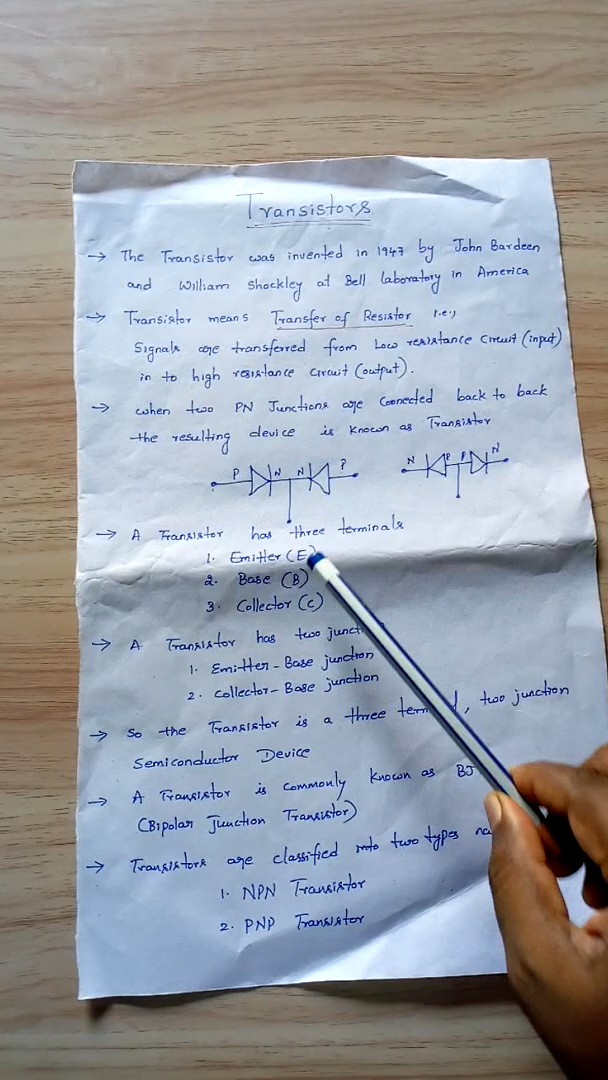 Transistors
→ The Transistor was invented in 1947 by John Bardeen
and William Shockley at Bell laboratory in America
→ Transistor means Transfer of Resistor i.e.,
Signals are transferred from Low resistance circuit (input)
in to high resistance circuit (output).
→ when two PN Junctions are Connected back to back
the resulting device is known as Transistor
P N N P N P P N
→ A Transistor has three terminals
1. Emitter (E)
2. Base (B)
3. Collector (C)
→ A Transistor has two
1. Emitter-Base junction
2. Collector-Base junction
→ So the Transistor is a three , two junction
Semiconductor Device
→ A Transistor is commonly known as BJ
(Bipolar Junction Transistor)
→ Transistors are classified into two types
1. NPN Transistor
2. PNP Transistor